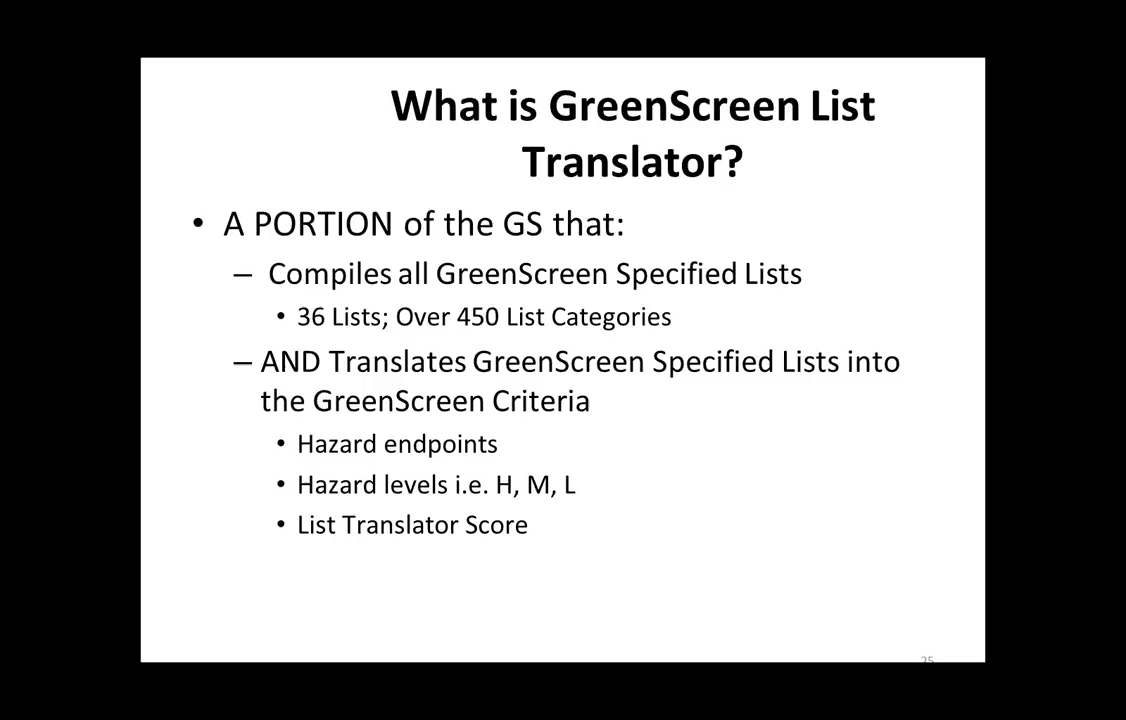 What is GreenScreen List
Translator?
• A PORTION of the GS that:
– Compiles all GreenScreen Specified Lists
• 36 Lists; Over 450 List Categories
– AND Translates GreenScreen Specified Lists into
the GreenScreen Criteria
• Hazard endpoints
• Hazard levels i.e. H, M, L
• List Translator Score
25